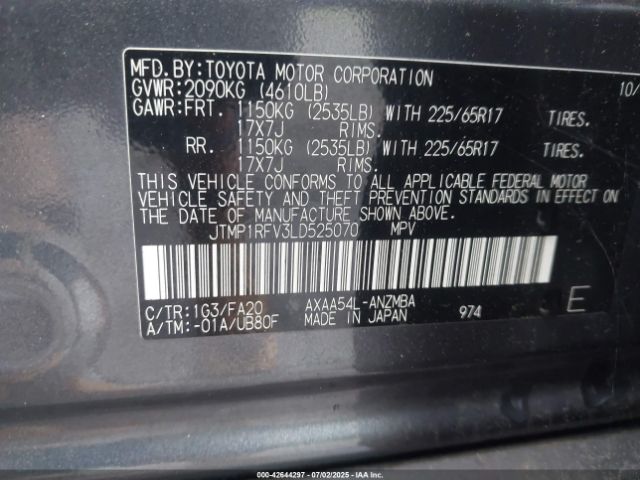 MFD.BY:TOYOTA MOTOR CORPORATION 10/
GVWR:2090KG (4610LB)
GAWR:FRT. 1150KG (2535LB) WITH 225/65R17 TIRES.
17X7J RIMS.
RR. 1150KG (2535LB) WITH 225/65R17 TIRES.
17X7J RIMS.
THIS VEHICLE CONFORMS TO ALL APPLICABLE FEDERAL MOTOR
VEHICLE SAFETY AND THEFT PREVENTION STANDARDS IN EFFECT ON
THE DATE OF MANUFACTURE SHOWN ABOVE.
JTMP1RFV3LD525070 MPV
C/TR:1G3/FA20 AXAA54L-ANZMBA
A/TM:-01A/UB80F MADE IN JAPAN 974 E
Owner - 42644297 - 07/02/2025 - IAA, Inc